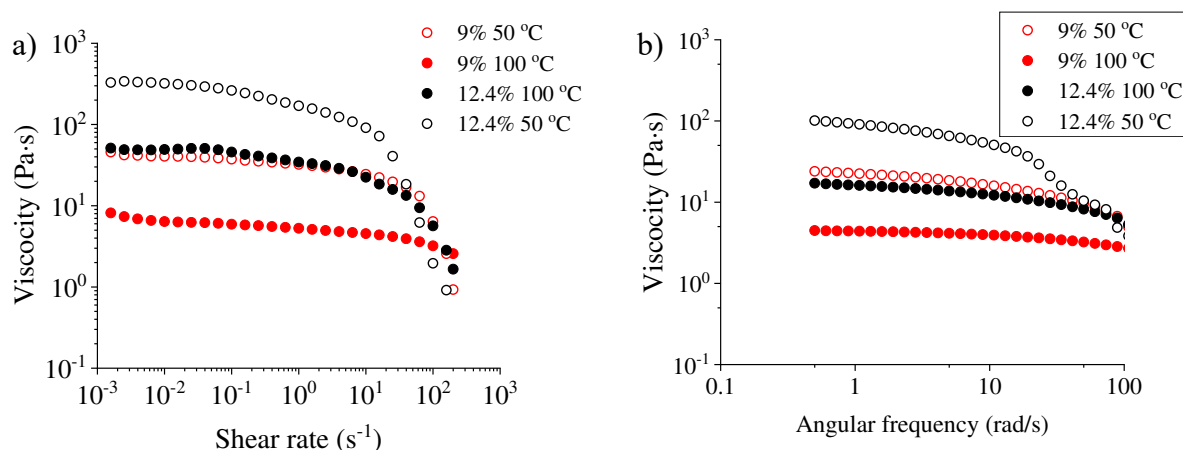 a)
9% 50 ºC
9% 100 ºC
12.4% 100 ºC
12.4% 50 ºC
Viscocity (Pa·s)
10³
10²
10¹
10⁰
10⁻¹
10⁻³ 10⁻² 10⁻¹ 10⁰ 10¹ 10² 10³
Shear rate (s⁻¹)
b)
9% 50 ºC
9% 100 ºC
12.4% 100 ºC
12.4% 50 ºC
Viscocity (Pa·s)
10³
10²
10¹
10⁰
10⁻¹
0.1 1 10 100
Angular frequency (rad/s)